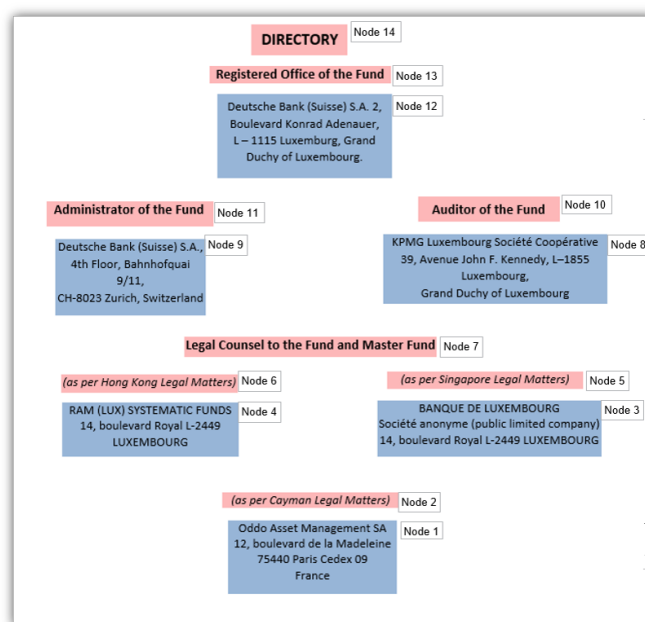 DIRECTORY
Node 14
Registered Office of the Fund
Node 13
Deutsche Bank (Suisse) S.A. 2,
Boulevard Konrad Adenauer,
L – 1115 Luxemburg, Grand
Duchy of Luxembourg.
Node 12
Administrator of the Fund
Node 11
Deutsche Bank (Suisse) S.A.,
4th Floor, Bahnhofquai
9/11,
CH-8023 Zurich, Switzerland
Node 9
Auditor of the Fund
Node 10
KPMG Luxembourg Société Coopérative
39, Avenue John F. Kennedy, L–1855
Luxembourg,
Grand Duchy of Luxembourg
Node 8
Legal Counsel to the Fund and Master Fund
Node 7
(as per Hong Kong Legal Matters)
Node 6
RAM (LUX) SYSTEMATIC FUNDS
14, boulevard Royal L-2449
LUXEMBOURG
Node 4
(as per Singapore Legal Matters)
Node 5
BANQUE DE LUXEMBOURG
Société anonyme (public limited company)
14, boulevard Royal L-2449 LUXEMBOURG
Node 3
(as per Cayman Legal Matters)
Node 2
Oddo Asset Management SA
12, boulevard de la Madeleine
75440 Paris Cedex 09
France
Node 1